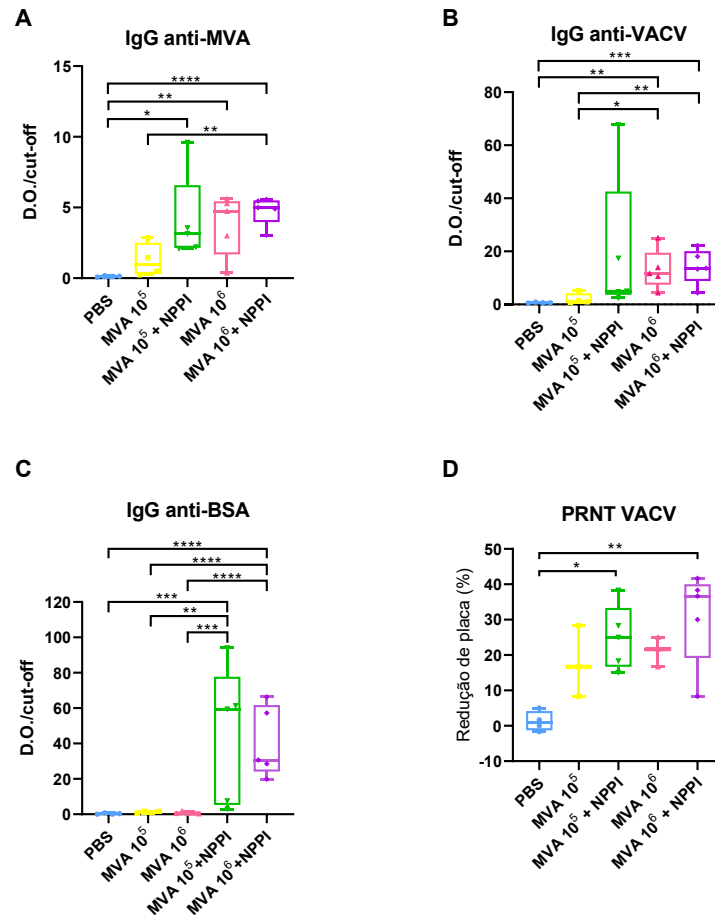 A
IgG anti-MVA
****
**
*
**
15
10
5
0
D.O./cut-off
PBS
MVA 10⁵
MVA 10⁵ + NPPI
MVA 10⁶
MVA 10⁶ + NPPI
B
IgG anti-VACV
***
**
**
*
80
60
40
20
0
D.O./cut-off
PBS
MVA 10⁵
MVA 10⁵ + NPPI
MVA 10⁶
MVA 10⁶ + NPPI
C
IgG anti-BSA
****
****
****
***
**
***
120
100
80
60
40
20
0
D.O./cut-off
PBS
MVA 10⁵
MVA 10⁶
MVA 10⁵+NPPI
MVA 10⁶+NPPI
D
PRNT VACV
**
*
50
40
30
20
10
0
-10
Redução de placa (%)
PBS
MVA 10⁵
MVA 10⁵ + NPPI
MVA 10⁶
MVA 10⁶ + NPPI